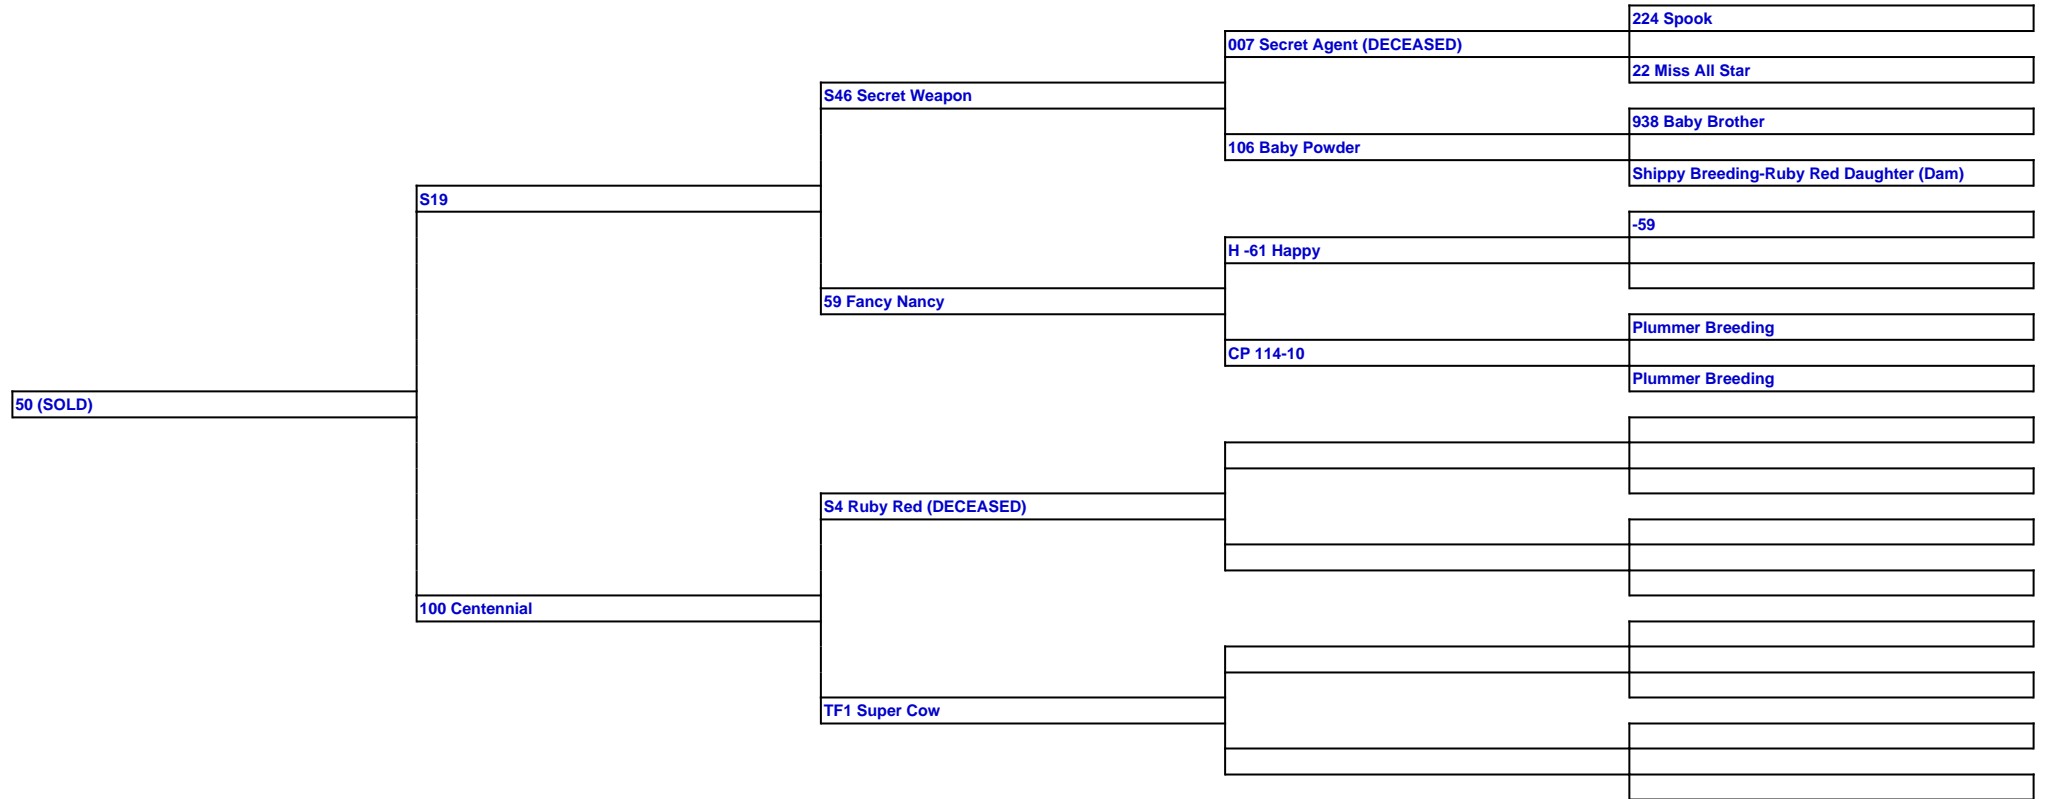 224 Spook
007 Secret Agent (DECEASED)
22 Miss All Star
S46 Secret Weapon
938 Baby Brother
106 Baby Powder
Shippy Breeding-Ruby Red Daughter (Dam)
S19
-59
H -61 Happy
59 Fancy Nancy
Plummer Breeding
CP 114-10
Plummer Breeding
50 (SOLD)
S4 Ruby Red (DECEASED)
100 Centennial
TF1 Super Cow